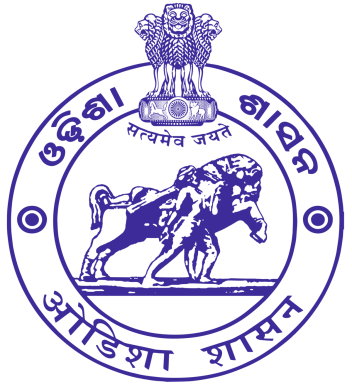 सत्यमेव जयते
ଓଡ଼ିଶା ଶାସନ
ओडिशा शासन